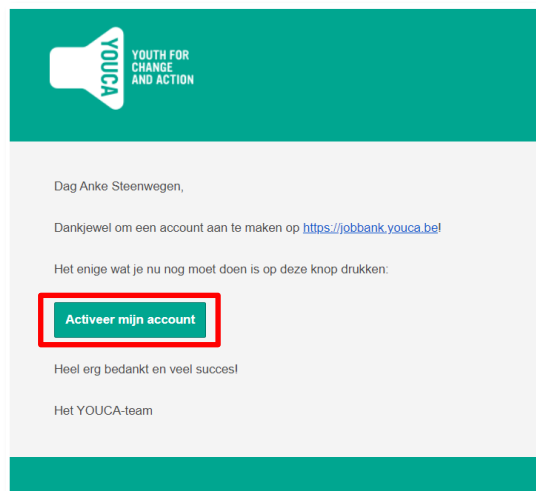 YOUCA
YOUTH FOR
CHANGE
AND ACTION
Dag Anke Steenwegen,
Dankjewel om een account aan te maken op https://jobbank.youca.be!
Het enige wat je nu nog moet doen is op deze knop drukken:
Activeer mijn account
Heel erg bedankt en veel succes!
Het YOUCA-team